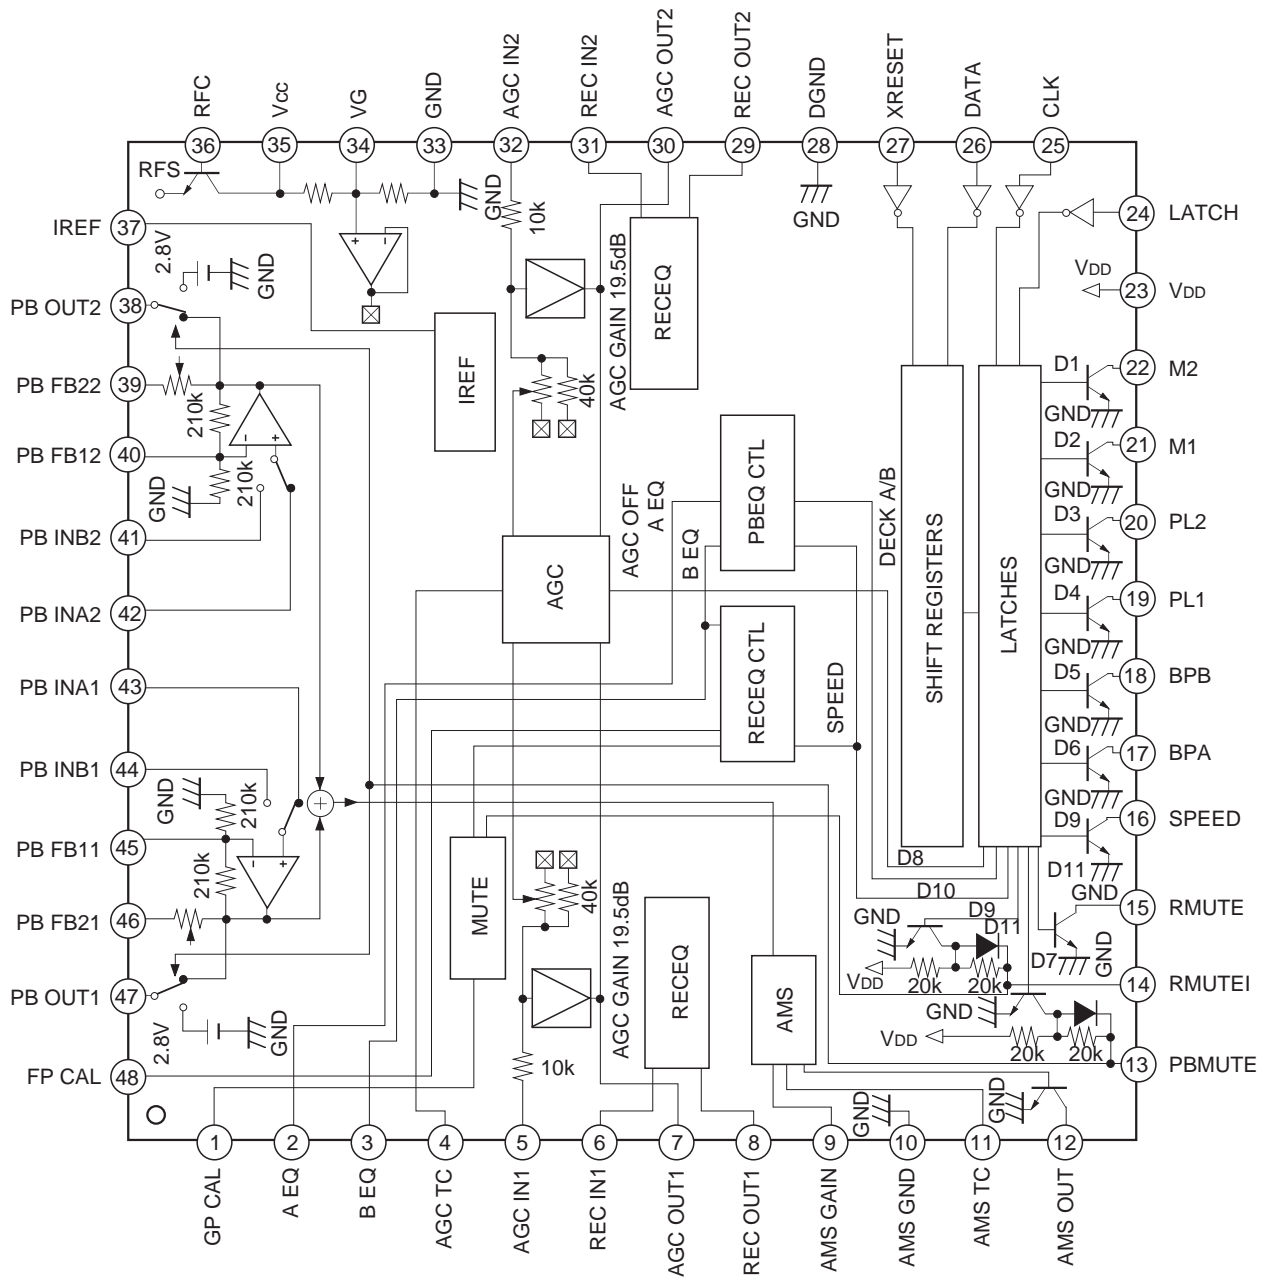 AGC IN2
REC IN2
AGC OUT2
REC OUT2
RFC
Vcc
VG
GND
DGND
XRESET
DATA
CLK
36
35
34
33
32
31
30
29
28
27
26
25
RFS
GND
10k
GND
IREF
37
24
LATCH
2.8V
GND
AGC GAIN 19.5dB
RECEQ
VDD
23
VDD
PB OUT2
38
IREF
40k
D1
22
M2
GND
PB FB22
39
210k
D2
21
M1
GND
PB FB12
40
GND
210k
AGC OFF
A EQ
B EQ
PBEQ CTL
DECK A/B
SHIFT REGISTERS
LATCHES
D3
20
PL2
GND
PB INB2
41
AGC
D4
19
PL1
GND
PB INA2
42
RECEQ CTL
SPEED
D5
18
BPB
GND
PB INA1
43
D6
17
BPA
GND
PB INB1
44
GND
210k
D9
16
SPEED
D11
GND
PB FB11
45
210k
MUTE
40k
AGC GAIN 19.5dB
RECEQ
AMS
D8
D10
15
RMUTE
PB FB21
46
GND
D9
D11
D7
GND
VDD
20k
20k
14
RMUTEI
PB OUT1
47
2.8V
GND
GND
VDD
20k
20k
13
PBMUTE
FP CAL
48
10k
GND
GND
1
2
3
4
5
6
7
8
9
10
11
12
GP CAL
A EQ
B EQ
AGC TC
AGC IN1
REC IN1
AGC OUT1
REC OUT1
AMS GAIN
AMS GND
AMS TC
AMS OUT